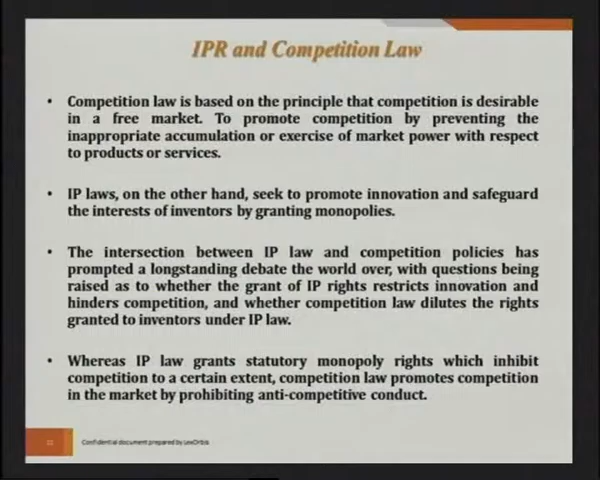 IPR and Competition Law
• Competition law is based on the principle that competition is desirable
in a free market. To promote competition by preventing the
inappropriate accumulation or exercise of market power with respect
to products or services.
• IP laws, on the other hand, seek to promote innovation and safeguard
the interests of inventors by granting monopolies.
• The intersection between IP law and competition policies has
prompted a longstanding debate the world over, with questions being
raised as to whether the grant of IP rights restricts innovation and
hinders competition, and whether competition law dilutes the rights
granted to inventors under IP law.
• Whereas IP law grants statutory monopoly rights which inhibit
competition to a certain extent, competition law promotes competition
in the market by prohibiting anti-competitive conduct.
Confidential document prepared by LexOrbis